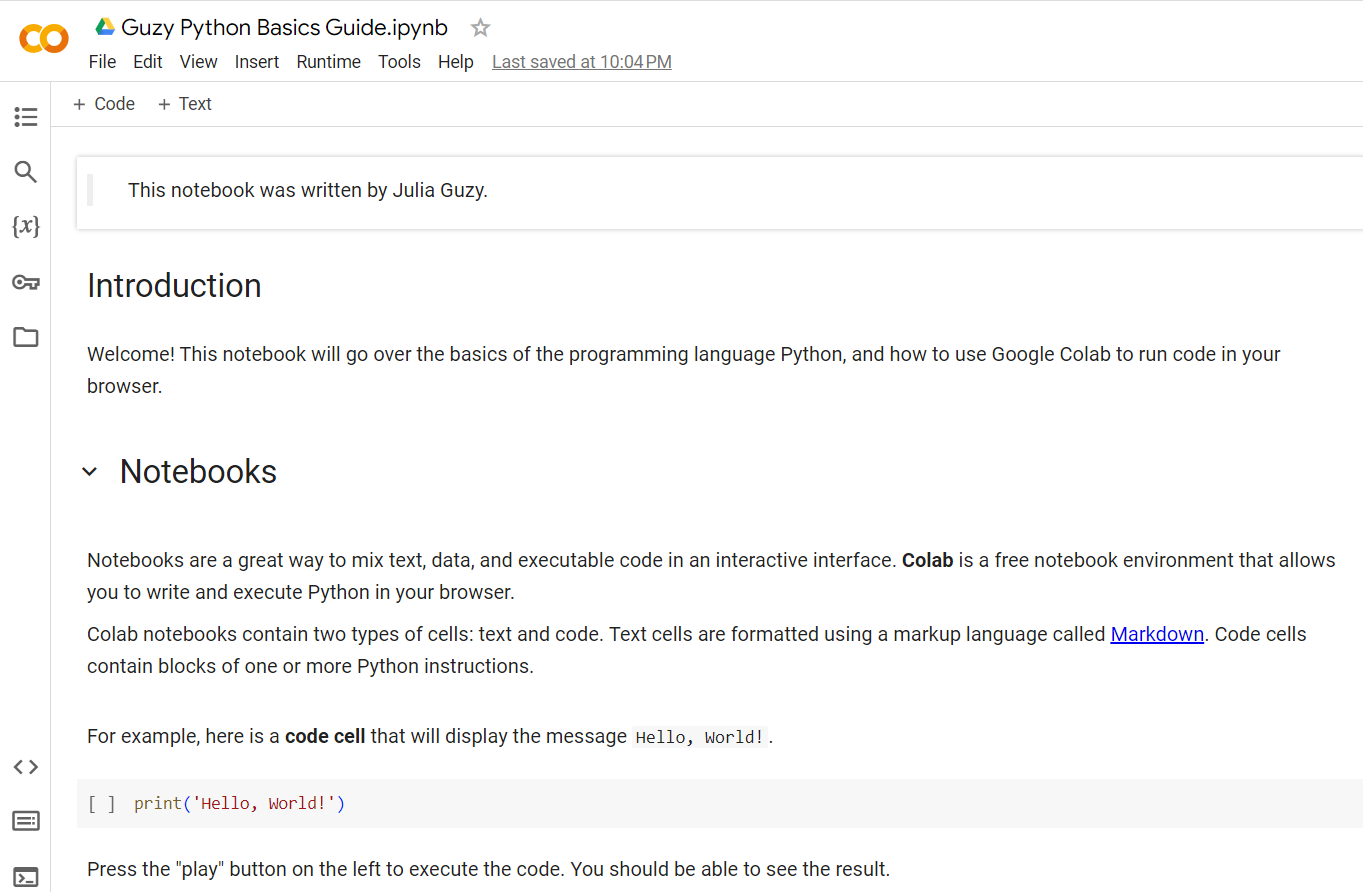 Guzy Python Basics Guide.ipynb
File Edit View Insert Runtime Tools Help Last saved at 10:04 PM
+ Code + Text
This notebook was written by Julia Guzy.
Introduction
Welcome! This notebook will go over the basics of the programming language Python, and how to use Google Colab to run code in your
browser.
{x}
Notebooks
Notebooks are a great way to mix text, data, and executable code in an interactive interface. Colab is a free notebook environment that allows
you to write and execute Python in your browser.
Colab notebooks contain two types of cells: text and code. Text cells are formatted using a markup language called Markdown. Code cells
contain blocks of one or more Python instructions.
For example, here is a code cell that will display the message Hello, World!.
[ ] print('Hello, World!')
Press the "play" button on the left to execute the code. You should be able to see the result.